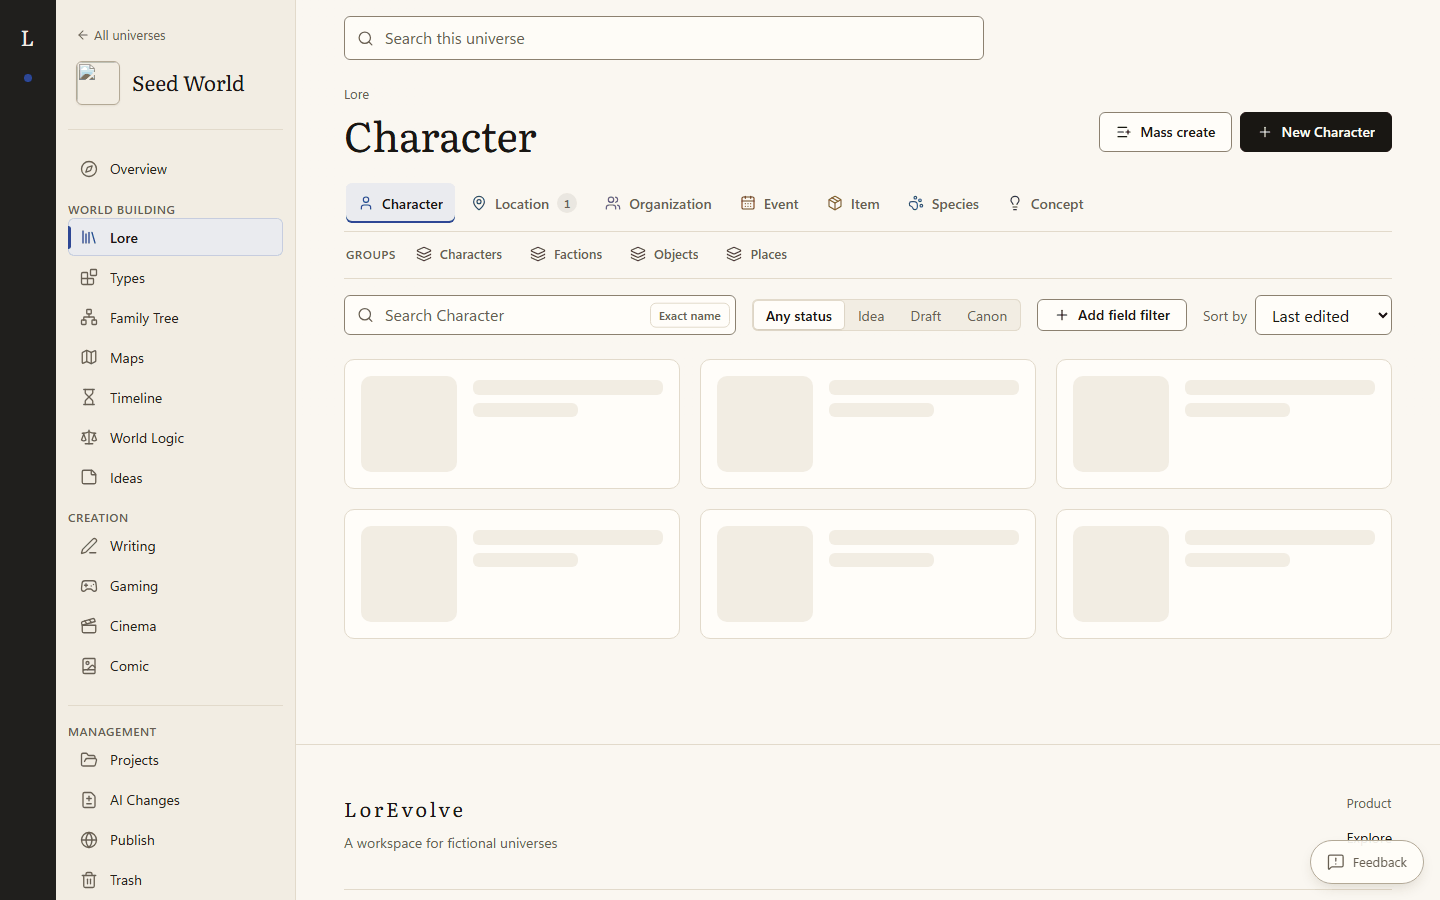 L
All universes
Seed World
Overview
WORLD BUILDING
Lore
Types
Family Tree
Maps
Timeline
World Logic
Ideas
CREATION
Writing
Gaming
Cinema
Comic
MANAGEMENT
Projects
AI Changes
Publish
Trash
Search this universe
Lore
Character
Mass create
New Character
Character
Location 1
Organization
Event
Item
Species
Concept
GROUPS
Characters
Factions
Objects
Places
Search Character
Exact name
Any status
Idea
Draft
Canon
Add field filter
Sort by
Last edited
LorEvolve
A workspace for fictional universes
Product
Explore
Feedback